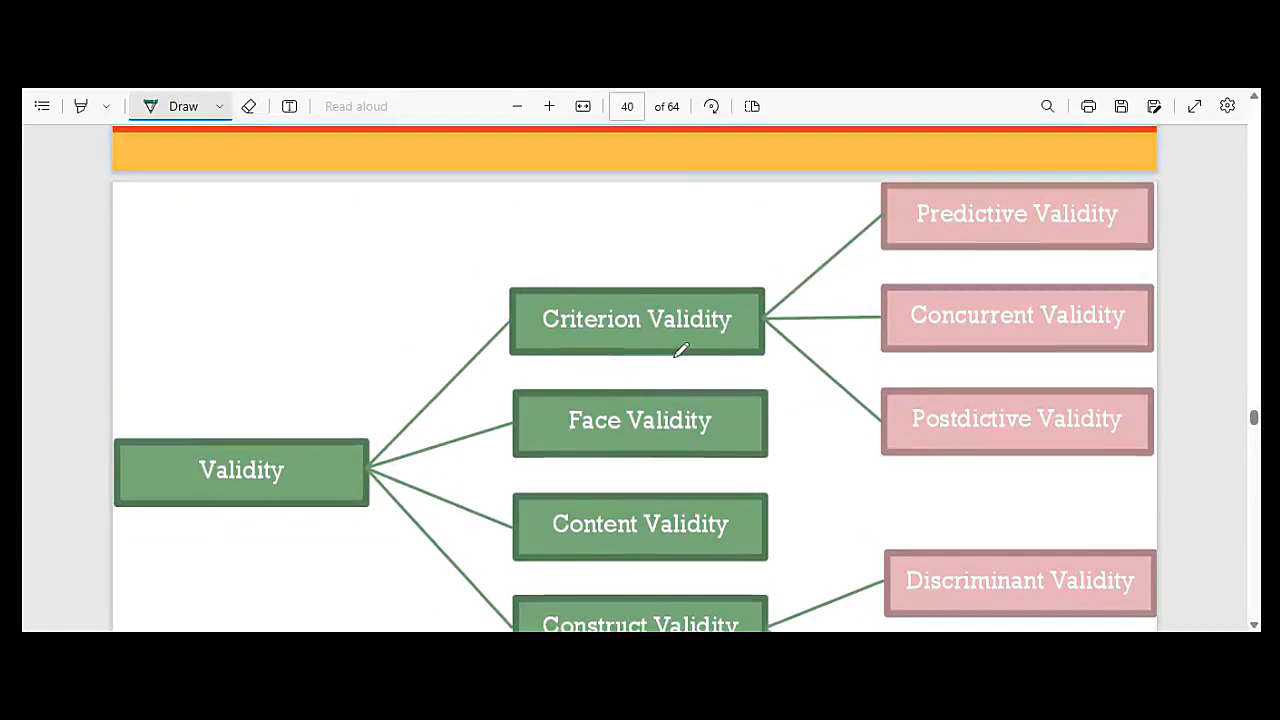 Draw
Read aloud
40 of 64
Predictive Validity
Criterion Validity
Concurrent Validity
Face Validity
Postdictive Validity
Validity
Content Validity
Discriminant Validity
Construct Validity